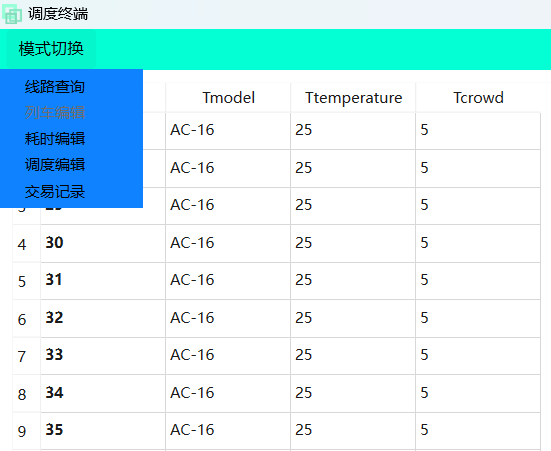 调度终端
模式切换
线路查询
列车编辑
耗时编辑
调度编辑
交易记录
Tmodel Ttemperature Tcrowd
AC-16 25 5
AC-16 25 5
AC-16 25 5
4 30 AC-16 25 5
5 31 AC-16 25 5
6 32 AC-16 25 5
7 33 AC-16 25 5
8 34 AC-16 25 5
9 35 AC-16 25 5